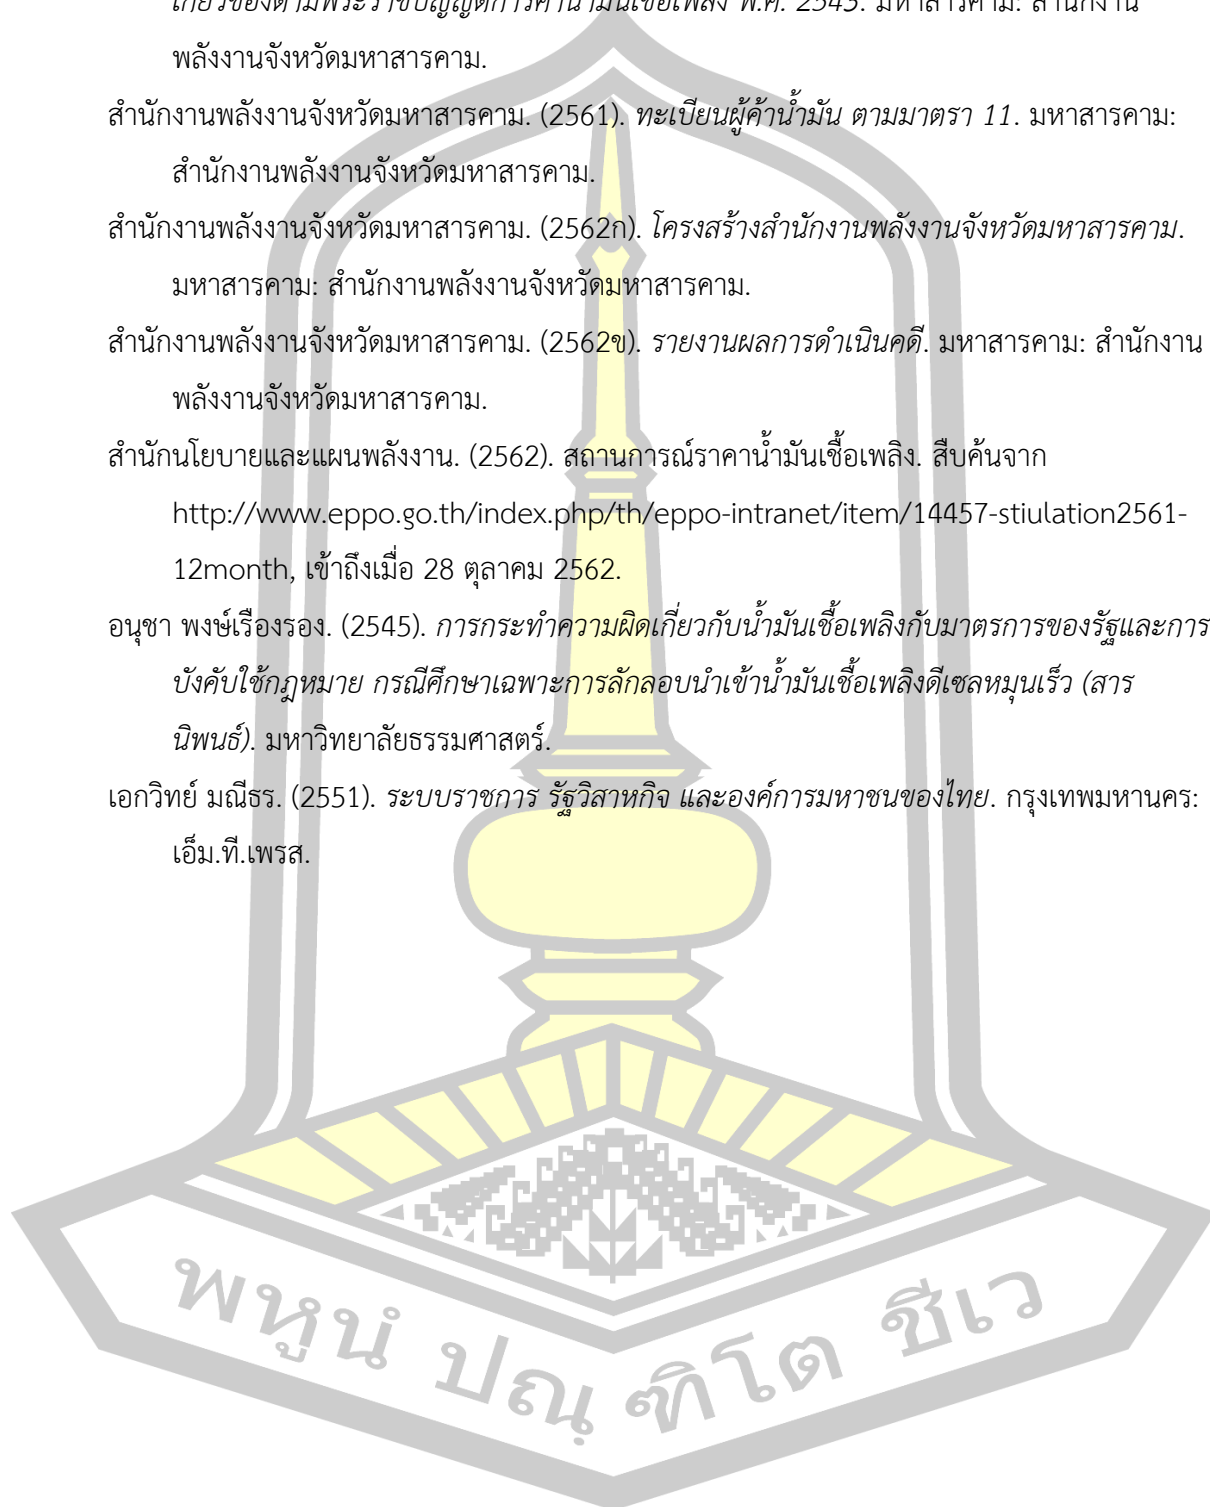 เกี่ยวข้องตามพระราชบัญญัติการค้าน้ำมันเชื้อเพลิง พ.ศ. 2543. มหาสารคาม: สำนักงาน
พลังงานจังหวัดมหาสารคาม.
สำนักงานพลังงานจังหวัดมหาสารคาม. (2561). ทะเบียนผู้ค้าน้ำมัน ตามมาตรา 11. มหาสารคาม:
สำนักงานพลังงานจังหวัดมหาสารคาม.
สำนักงานพลังงานจังหวัดมหาสารคาม. (2562ก). โครงสร้างสำนักงานพลังงานจังหวัดมหาสารคาม.
มหาสารคาม: สำนักงานพลังงานจังหวัดมหาสารคาม.
สำนักงานพลังงานจังหวัดมหาสารคาม. (2562ข). รายงานผลการดำเนินคดี. มหาสารคาม: สำนักงาน
พลังงานจังหวัดมหาสารคาม.
สำนักนโยบายและแผนพลังงาน. (2562). สถานการณ์ราคาน้ำมันเชื้อเพลิง. สืบค้นจาก
http://www.eppo.go.th/index.php/th/eppo-intranet/item/14457-stiulation2561-
12month, เข้าถึงเมื่อ 28 ตุลาคม 2562.
อนุชา พงษ์เรืองรอง. (2545). การกระทำความผิดเกี่ยวกับน้ำมันเชื้อเพลิงกับมาตรการของรัฐและการ
บังคับใช้กฎหมาย กรณีศึกษาเฉพาะการลักลอบนำเข้าน้ำมันเชื้อเพลิงดีเซลหมุนเร็ว (สาร
นิพนธ์). มหาวิทยาลัยธรรมศาสตร์.
เอกวิทย์ มณีธร. (2551). ระบบราชการ รัฐวิสาหกิจ และองค์การมหาชนของไทย. กรุงเทพมหานคร:
เอ็ม.ที.เพรส.
พหูนํ ปณฺฑิโต ชีเว